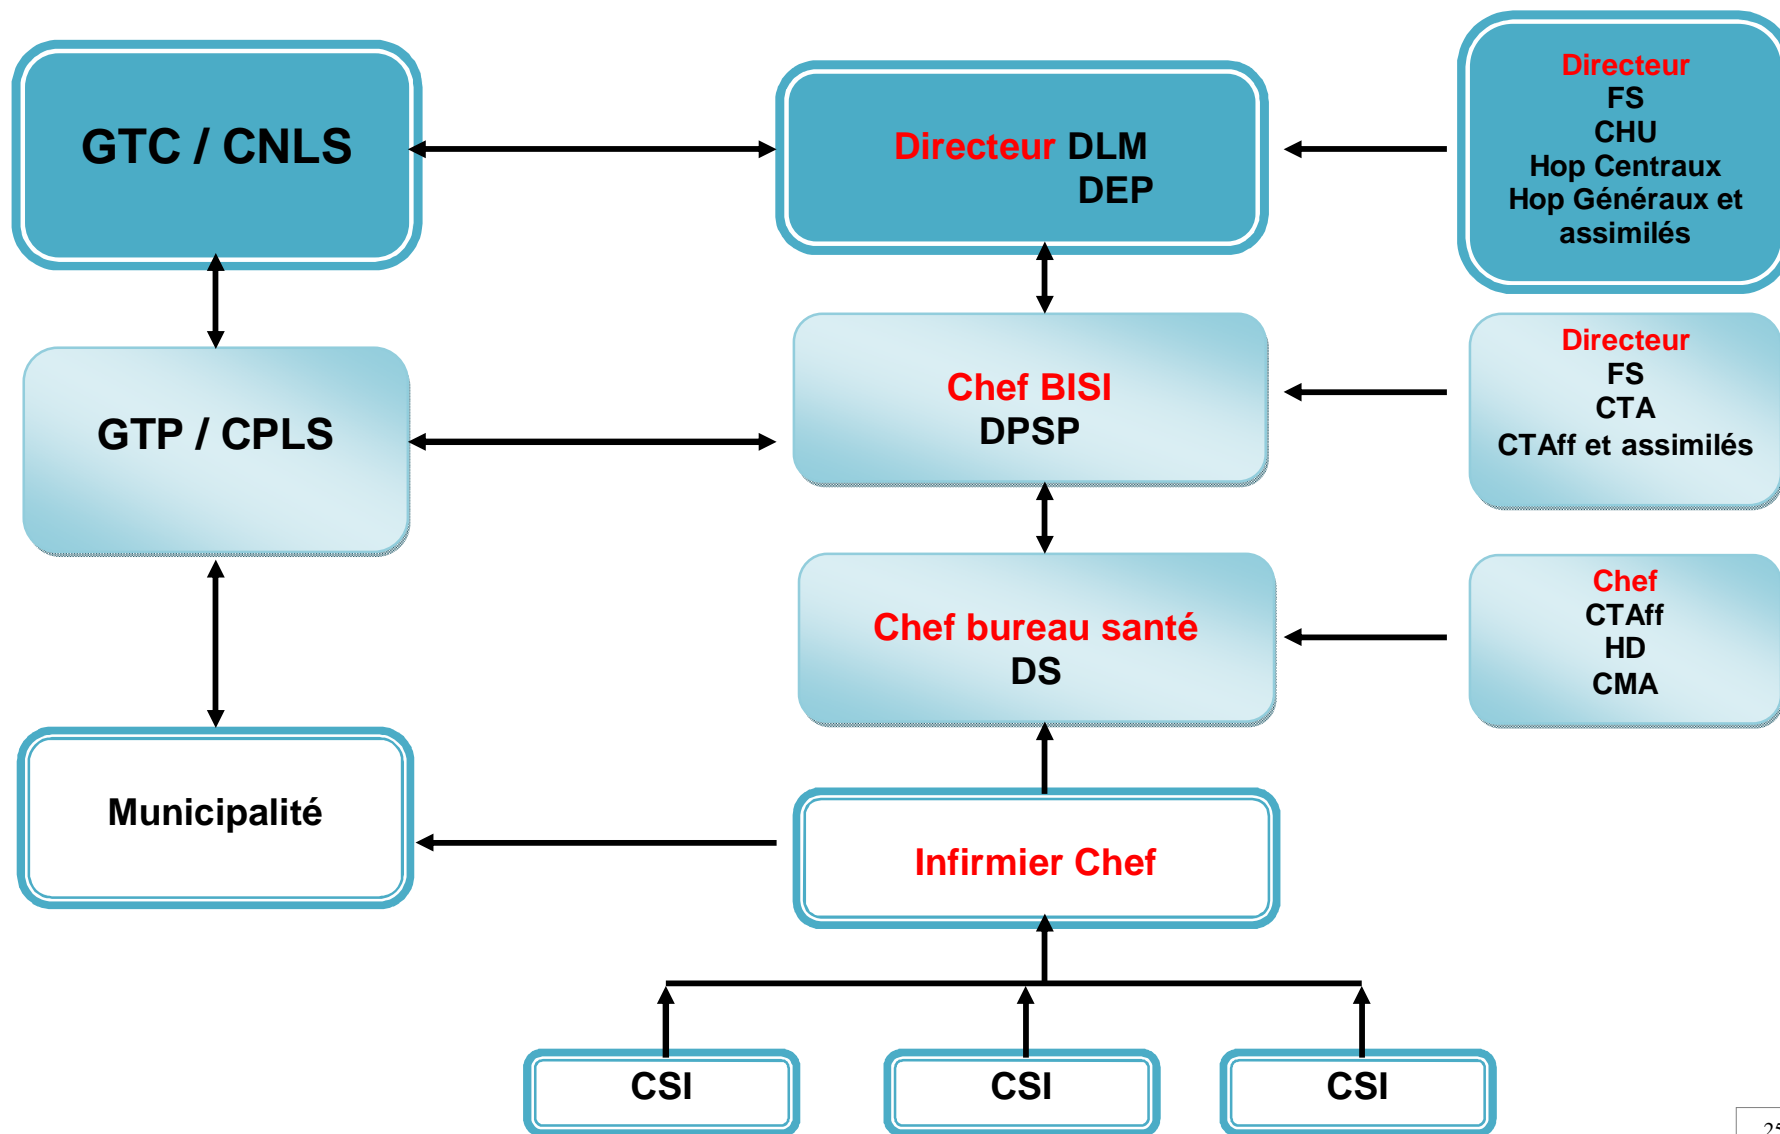 GTC / CNLS
Directeur DLM
DEP
Directeur
FS
CHU
Hop Centraux
Hop Généraux et
assimilés
GTP / CPLS
Chef BISI
DPSP
Directeur
FS
CTA
CTAff et assimilés
Chef bureau santé
DS
Chef
CTAff
HD
CMA
Municipalité
Infirmier Chef
CSI
CSI
CSI
25